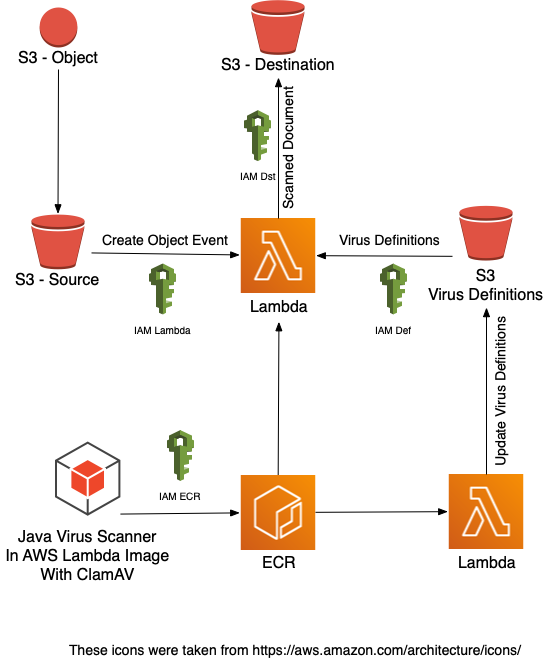 S3 - Object
S3 - Destination
IAM Dst
Scanned Document
S3 - Source
Create Object Event
IAM Lambda
Lambda
Virus Definitions
IAM Def
S3
Virus Definitions
Update Virus Definitions
IAM ECR
Java Virus Scanner
In AWS Lambda Image
With ClamAV
ECR
Lambda
These icons were taken from https://aws.amazon.com/architecture/icons/